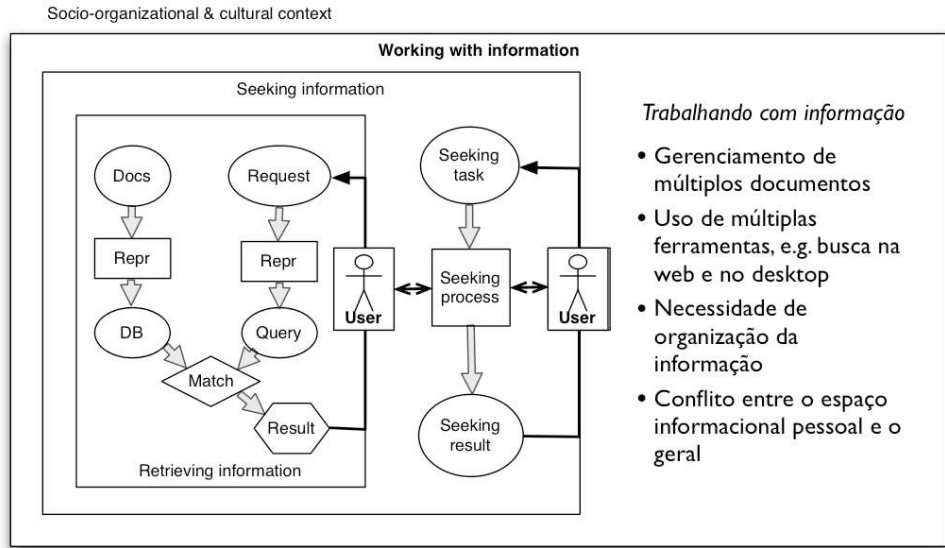 Socio-organizational & cultural context
Working with information
Seeking information
Docs
Request
Repr
Repr
DB
Query
Match
Result
Retrieving information
User
Seeking
task
Seeking
process
Seeking
result
User
Trabalhando com informação
• Gerenciamento de
múltiplos documentos
• Uso de múltiplas
ferramentas, e.g. busca na
web e no desktop
• Necessidade de
organização da
informação
• Conflito entre o espaço
informacional pessoal e o
geral